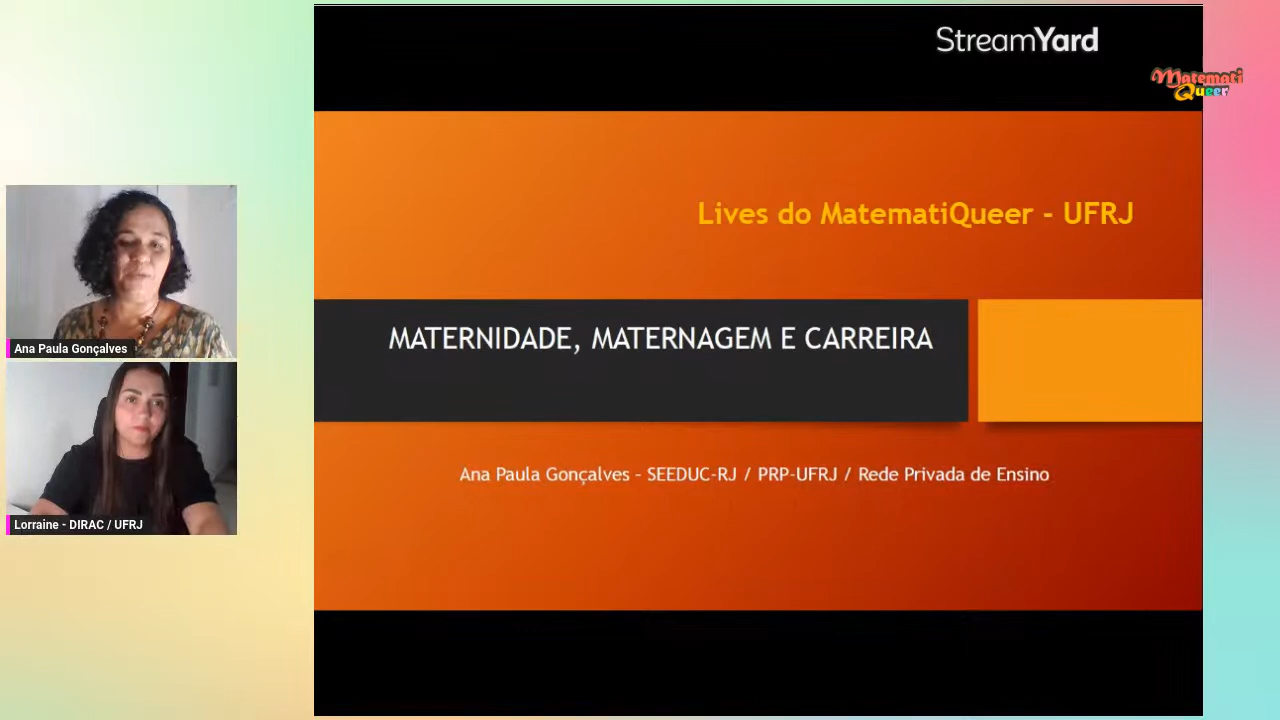 StreamYard
Matemati
Queer
Lives do MatematiQueer - UFRJ
MATERNIDADE, MATERNAGEM E CARREIRA
Ana Paula Gonçalves – SEEDUC-RJ / PRP-UFRJ / Rede Privada de Ensino
Ana Paula Gonçalves
Lorraine - DIRAC / UFRJ